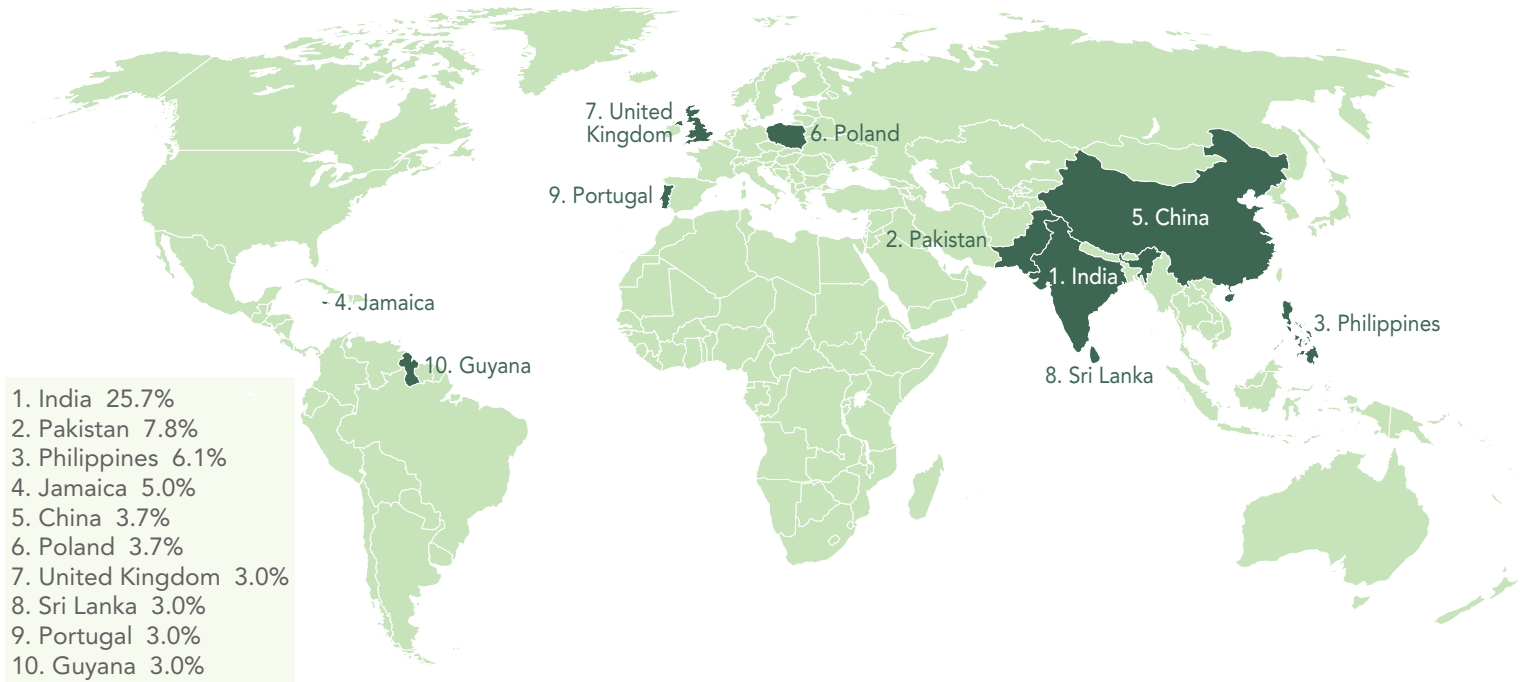 7. United
Kingdom
6. Poland
9. Portugal
5. China
2. Pakistan
1. India
4. Jamaica
3. Philippines
10. Guyana
8. Sri Lanka
1. India 25.7%
2. Pakistan 7.8%
3. Philippines 6.1%
4. Jamaica 5.0%
5. China 3.7%
6. Poland 3.7%
7. United Kingdom 3.0%
8. Sri Lanka 3.0%
9. Portugal 3.0%
10. Guyana 3.0%